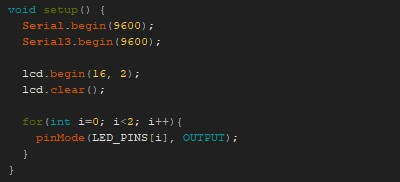 void setup() {
  Serial.begin(9600);
  Serial3.begin(9600);

  lcd.begin(16, 2);
  lcd.clear();

  for(int i=0; i<2; i++){
    pinMode(LED_PINS[i], OUTPUT);
  }
}